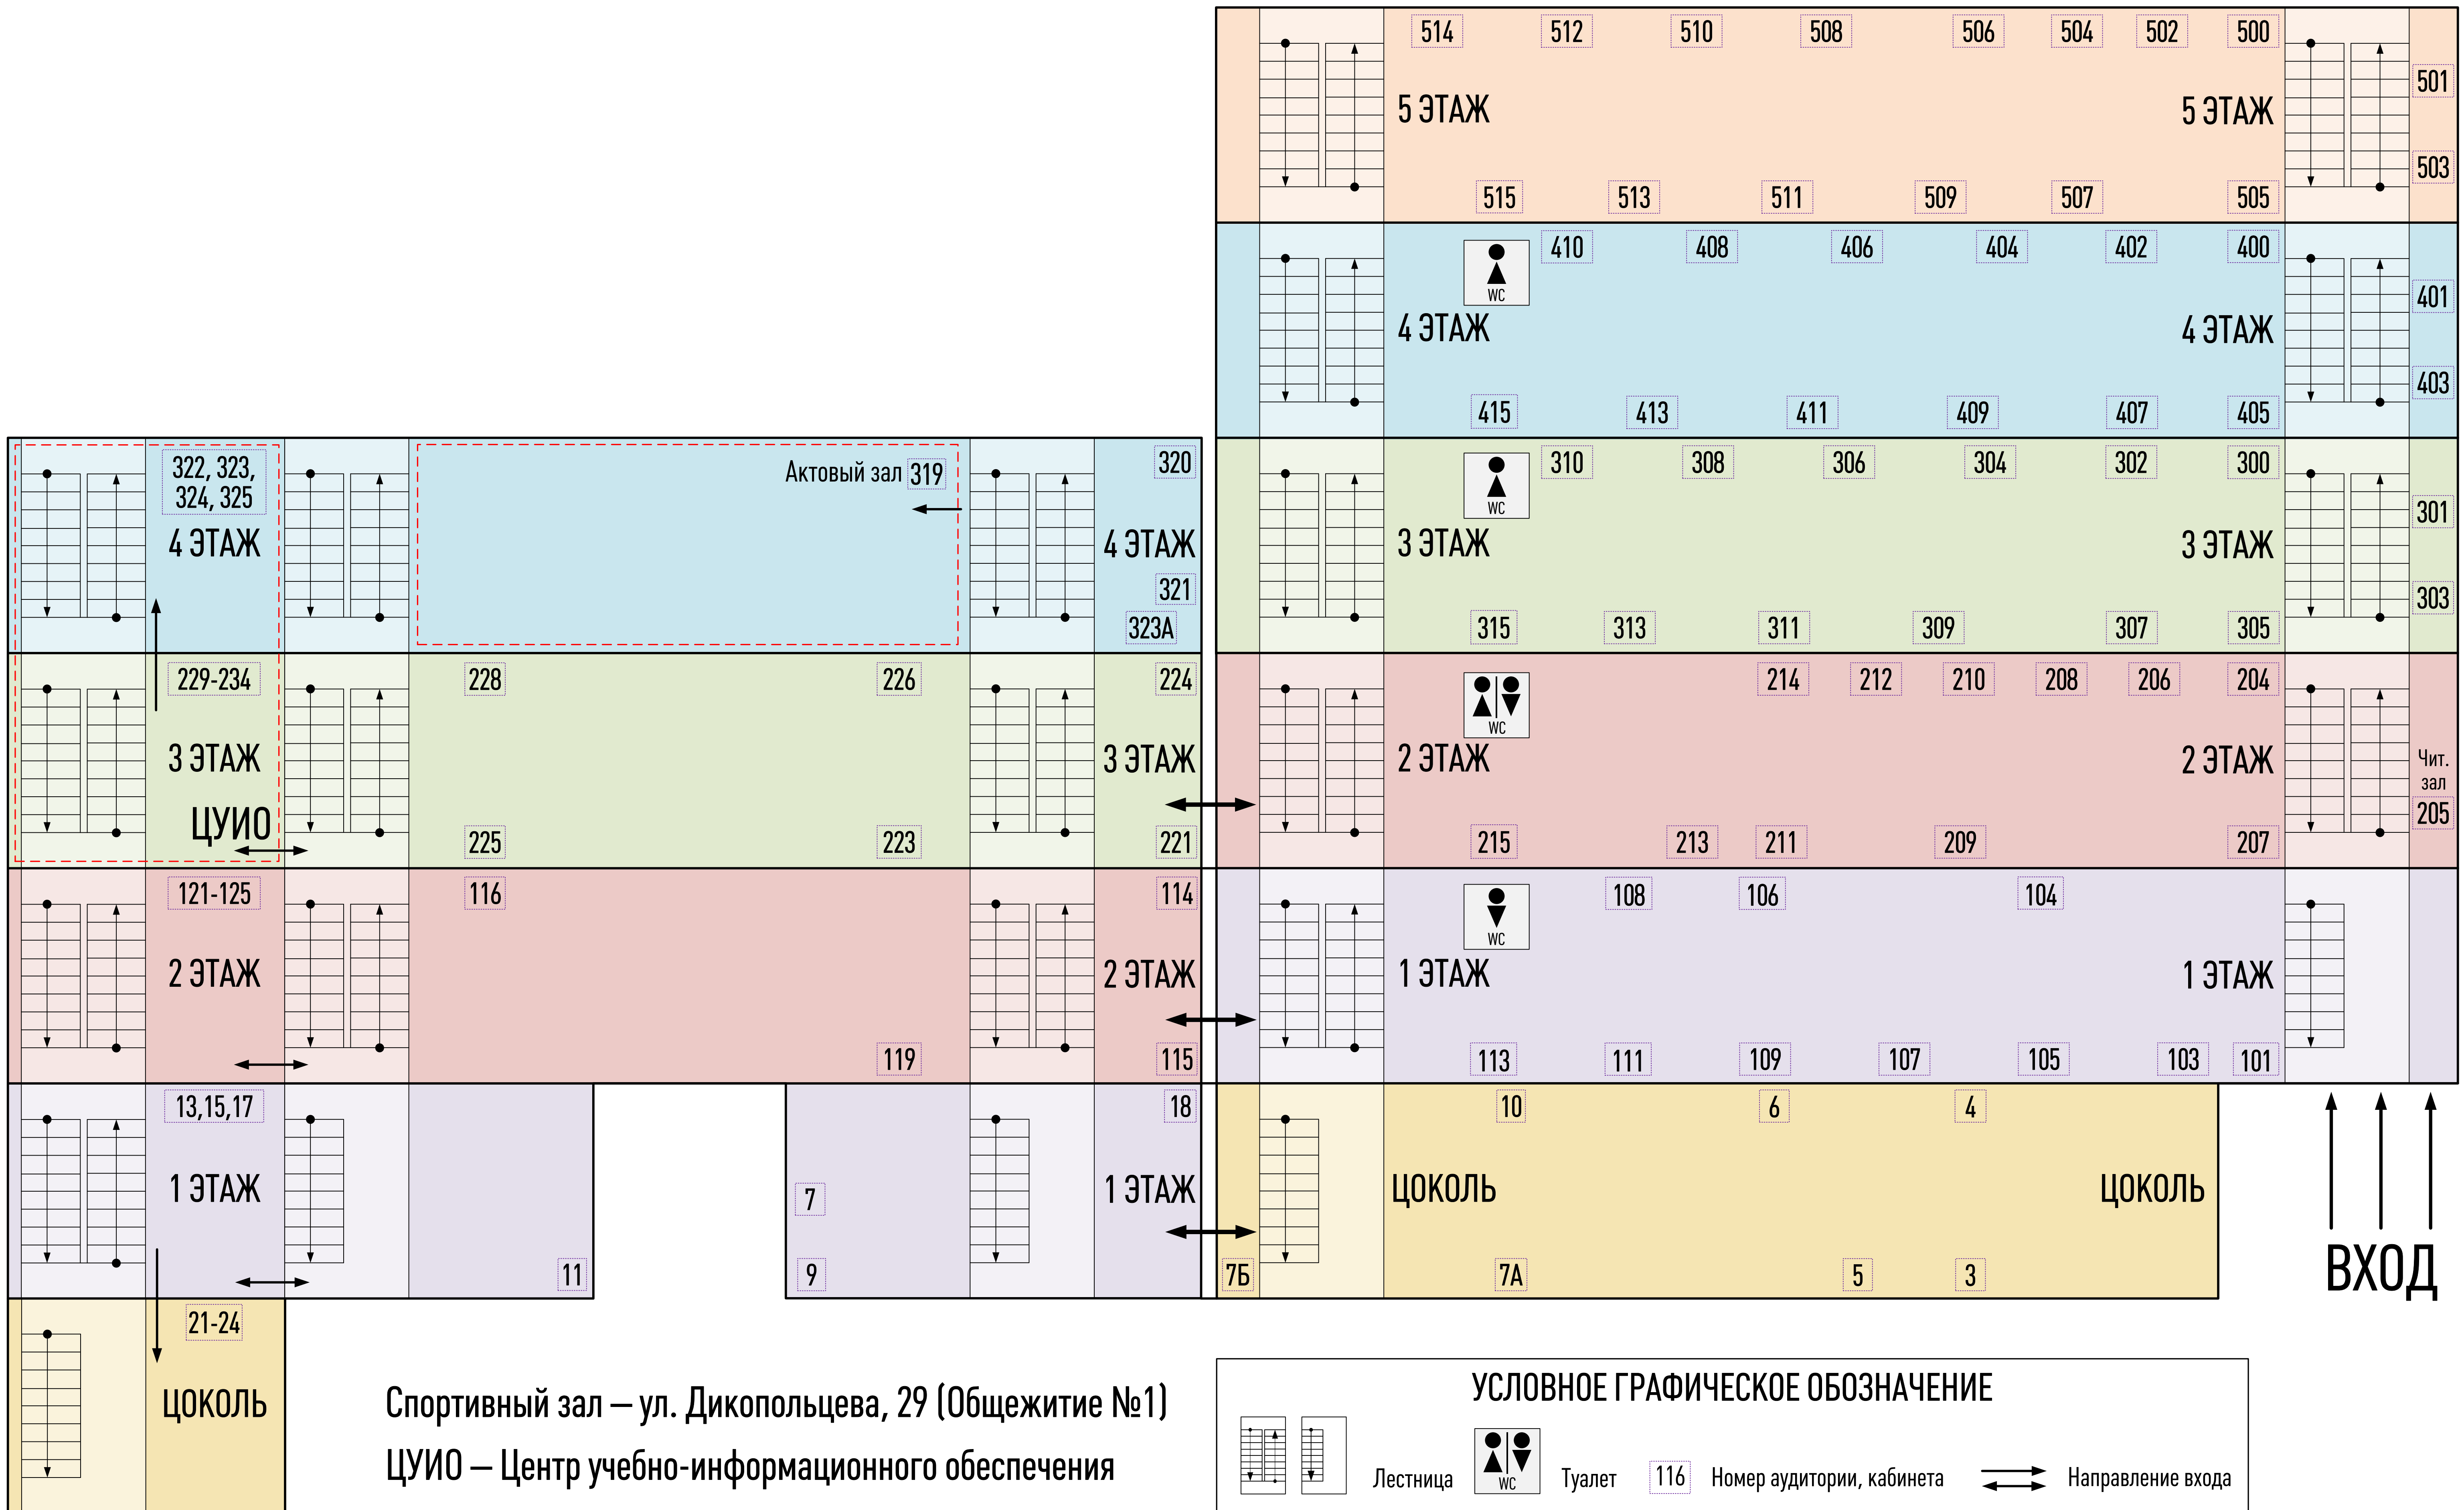 514 512 510 508 506 504 502 500
501
5 ЭТАЖ 5 ЭТАЖ
503
515 513 511 509 507 505
410 408 406 404 402 400
WC
401
4 ЭТАЖ 4 ЭТАЖ
403
415 413 411 409 407 405
310 308 306 304 302 300
WC
301
3 ЭТАЖ 3 ЭТАЖ
303
315 313 311 309 307 305
322, 323,
324, 325
4 ЭТАЖ
Актовый зал 319
320
4 ЭТАЖ
321
323А
229-234 228 226 224
3 ЭТАЖ 3 ЭТАЖ
ЦУИО
225 223 221
214 212 210 208 206 204
WC
2 ЭТАЖ 2 ЭТАЖ
Чит.
зал
205
215 213 211 209 207
121-125 116 114
2 ЭТАЖ 2 ЭТАЖ
119 115
108 106 104
WC
1 ЭТАЖ 1 ЭТАЖ
113 111 109 107 105 103 101
13,15,17 18
1 ЭТАЖ 7 1 ЭТАЖ
11 9
10 6 4
ЦОКОЛЬ ЦОКОЛЬ
7Б 7А 5 3
ВХОД
21-24
ЦОКОЛЬ
Спортивный зал – ул. Дикопольцева, 29 (Общежитие №1)
ЦУИО – Центр учебно-информационного обеспечения
УСЛОВНОЕ ГРАФИЧЕСКОЕ ОБОЗНАЧЕНИЕ
Лестница WC Туалет 116 Номер аудитории, кабинета Направление входа